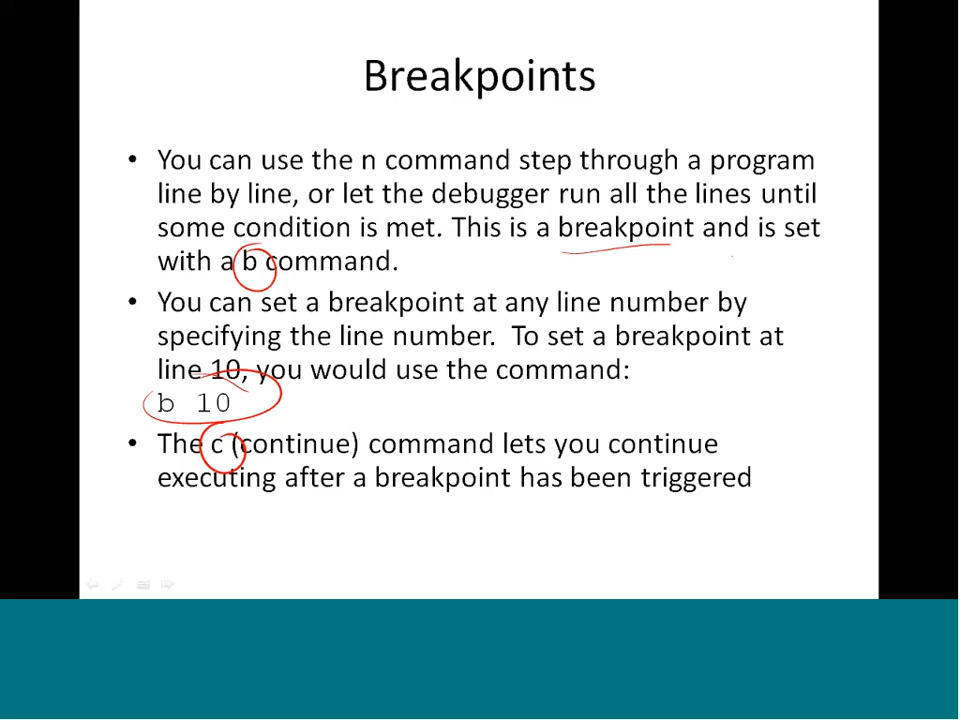 Breakpoints
• You can use the n command step through a program
line by line, or let the debugger run all the lines until
some condition is met. This is a breakpoint and is set
with a b command.
• You can set a breakpoint at any line number by
specifying the line number. To set a breakpoint at
line 10, you would use the command:
b 10
• The c (continue) command lets you continue
executing after a breakpoint has been triggered